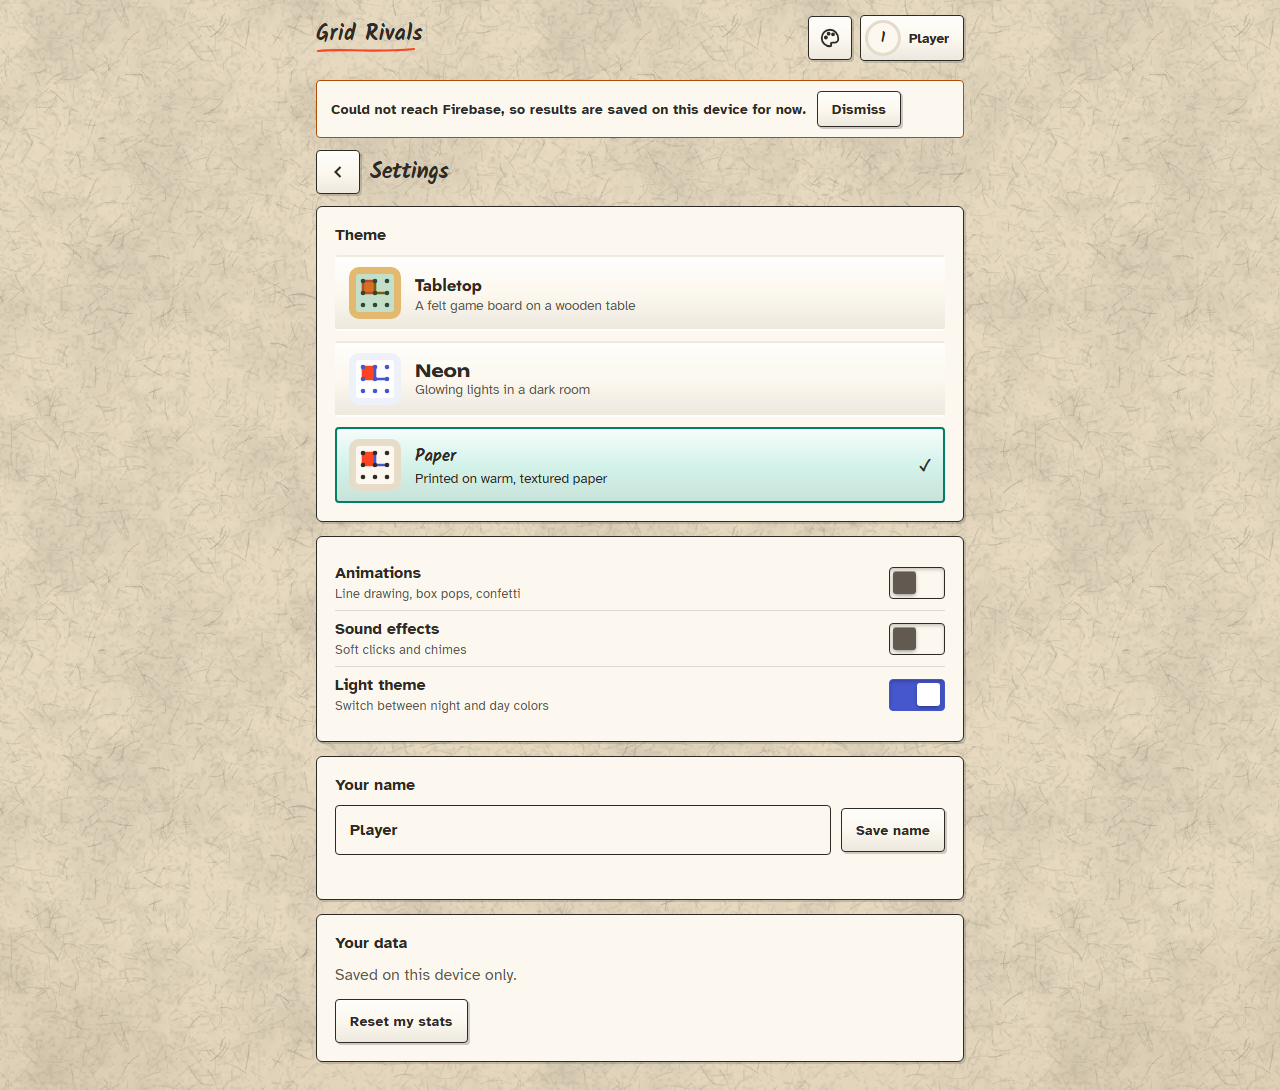 Grid Rivals
1 Player
Could not reach Firebase, so results are saved on this device for now. Dismiss
Settings
Theme
Tabletop
A felt game board on a wooden table
Neon
Glowing lights in a dark room
Paper
Printed on warm, textured paper
Animations
Line drawing, box pops, confetti
Sound effects
Soft clicks and chimes
Light theme
Switch between night and day colors
Your name
Player Save name
Your data
Saved on this device only.
Reset my stats